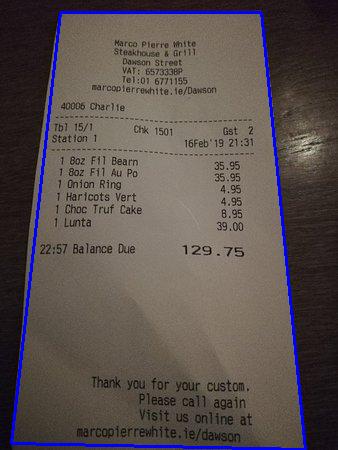 Marco Pierre White
Steakhouse & Grill
Dawson Street
VAT: 6573338P
Tel:01 6771155
marcopierrewhite.ie/Dawson
40006 Charlie
Tbl 15/1 Chk 1501 Gst 2
Station 1 16Feb'19 21:31
1 8oz Fil Bearn 35.95
1 8oz Fil Au Po 35.95
1 Onion Ring 4.95
1 Haricots Vert 4.95
1 Choc Truf Cake 8.95
1 Lunta 39.00
22:57 Balance Due 129.75
Thank you for your custom.
Please call again
Visit us online at
marcopierrewhite.ie/dawson